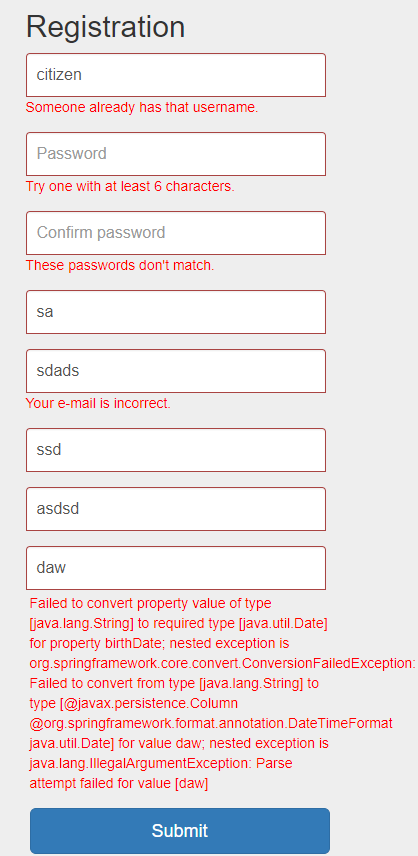 Registration
citizen
Someone already has that username.
Password
Try one with at least 6 characters.
Confirm password
These passwords don't match.
sa
sdads
Your e-mail is incorrect.
ssd
asdsd
daw
Failed to convert property value of type
[java.lang.String] to required type [java.util.Date]
for property birthDate; nested exception is
org.springframework.core.convert.ConversionFailedException:
Failed to convert from type [java.lang.String] to
type [@javax.persistence.Column
@org.springframework.format.annotation.DateTimeFormat
java.util.Date] for value daw; nested exception is
java.lang.IllegalArgumentException: Parse
attempt failed for value [daw]
Submit